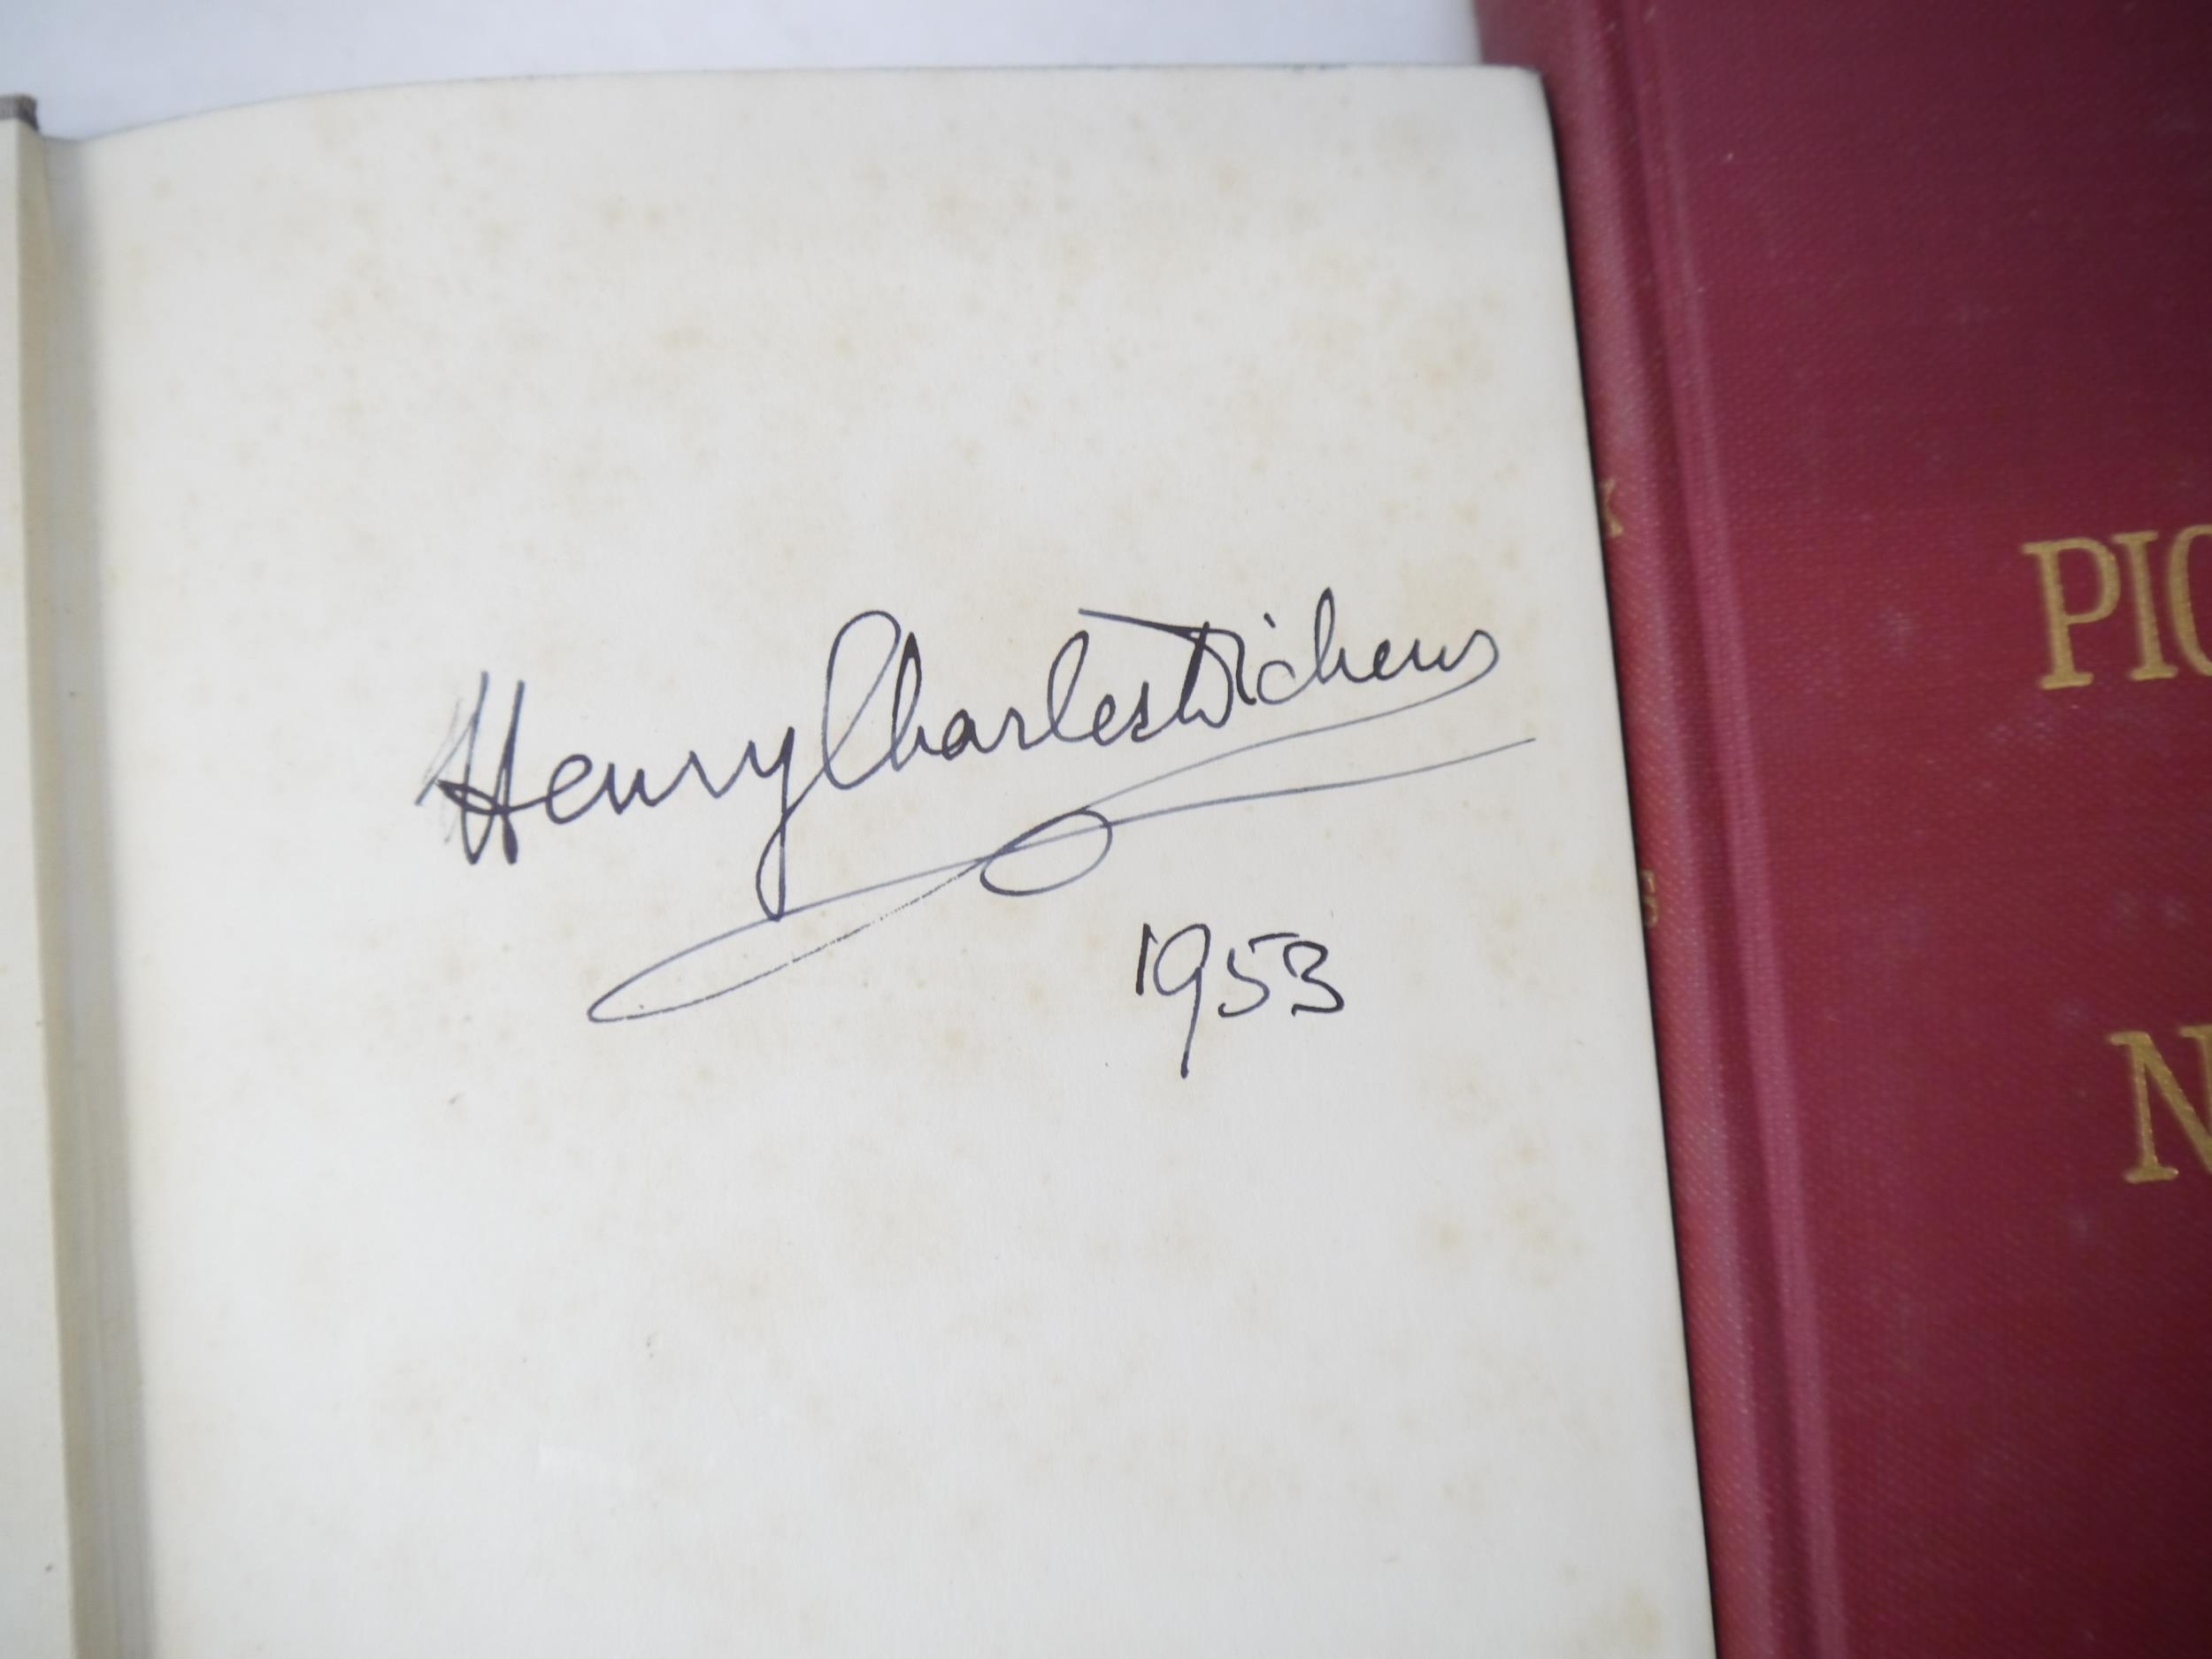 Henry Charles Dickens
1953
K
S
PIC
N